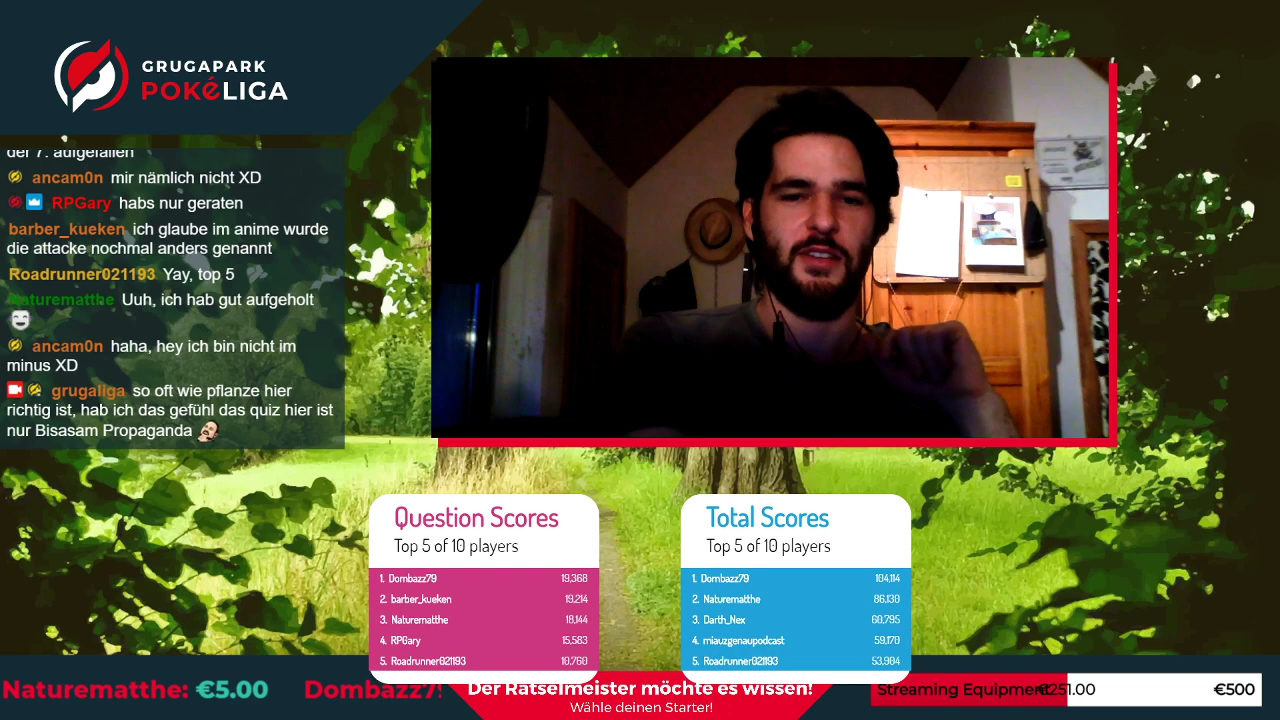 GRUGAPARK
POKéLIGA
der 7. aufgefallen
ancam0n mir nämlich nicht XD
RPGary habs nur geraten
barber_kueken ich glaube im anime wurde
die attacke nochmal anders genannt
Roadrunner021193 Yay, top 5
Naturematthe Uuh, ich hab gut aufgeholt
ancam0n haha, hey ich bin nicht im
minus XD
grugaliga so oft wie pflanze hier
richtig ist, hab ich das gefühl das quiz hier ist
nur Bisasam Propaganda
Question Scores
Top 5 of 10 players
1. Dombazz79 19,368
2. barber_kueken 19,214
3. Naturematthe 18,144
4. RPGary 15,583
5. Roadrunner021193 10,760
Total Scores
Top 5 of 10 players
1. Dombazz79 104,114
2. Naturematthe 86,130
3. Darth_Nex 60,795
4. miauzgenaupodcast 59,170
5. Roadrunner021193 53,904
Naturematthe: €5.00 Dombazz7
Der Rätselmeister möchte es wissen!
Wähle deinen Starter!
Streaming Equipment €251.00 €500